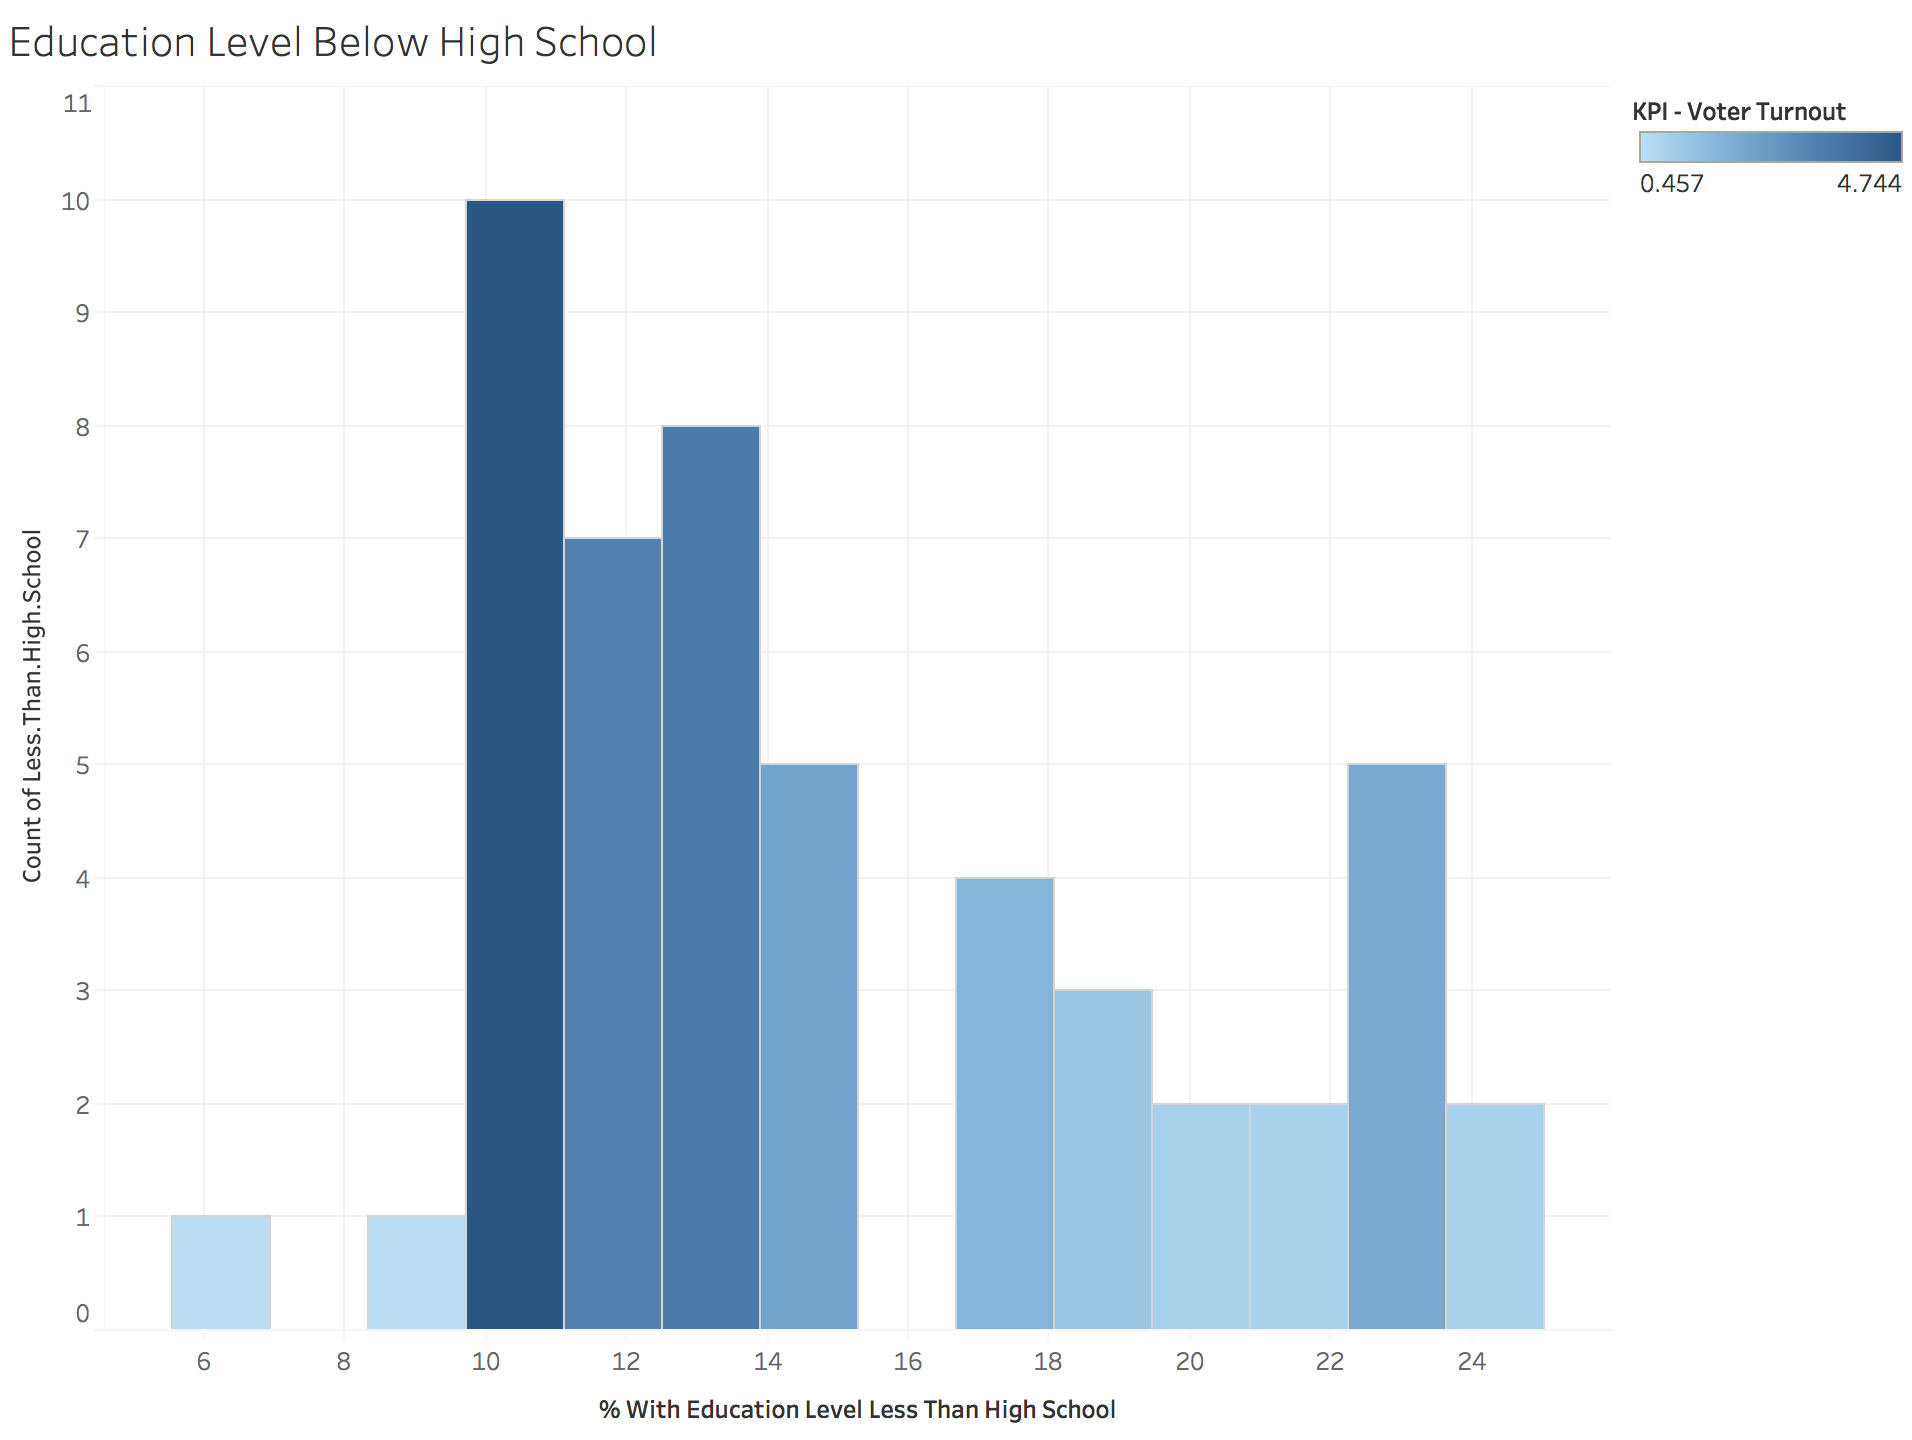 Education Level Below High School
KPI - Voter Turnout
0.457 4.744
Count of Less.Than.High.School
11
10
9
8
7
6
5
4
3
2
1
0
6 8 10 12 14 16 18 20 22 24
% With Education Level Less Than High School